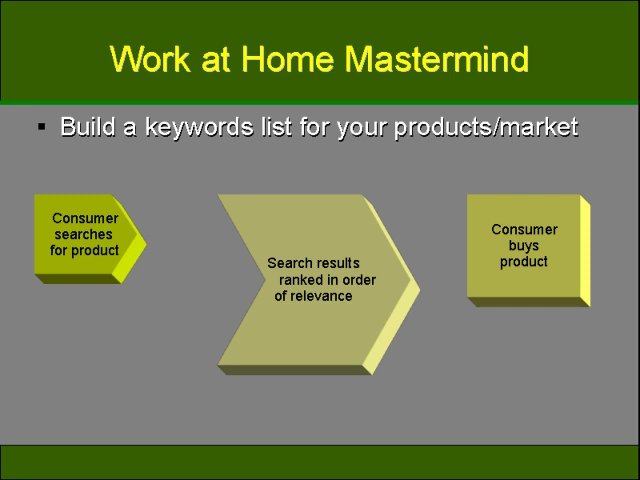 Work at Home Mastermind
▪ Build a keywords list for your products/market
Consumer
searches
for product
Search results
ranked in order
of relevance
Consumer
buys
product